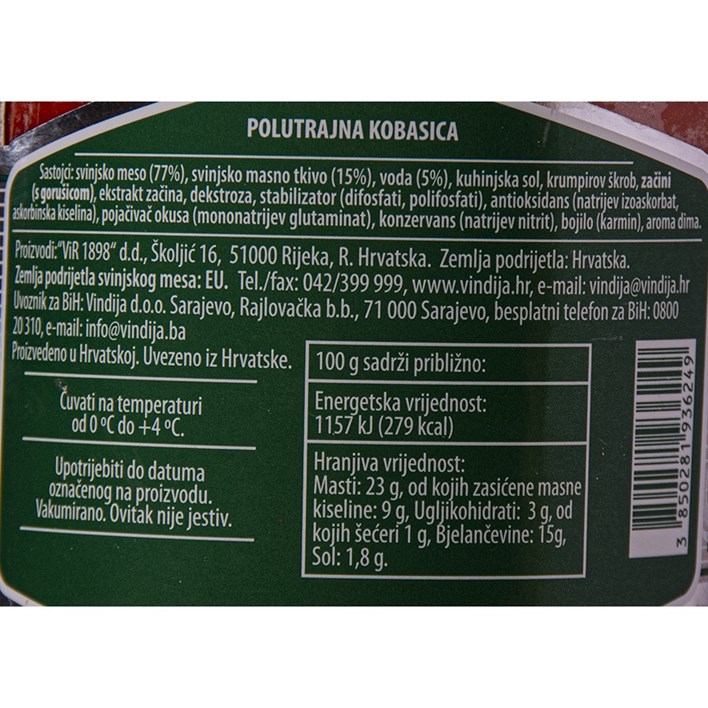 POLUTRAJNA KOBASICA
Sastojci: svinjsko meso (77%), svinjsko masno tkivo (15%), voda (5%), kuhinjska sol, krumpirov škrob, začini
(s gorušicom), ekstrakt začina, dekstroza, stabilizator (difosfati, polifosfati), antioksidans (natrijev izoaskorbat,
askorbinska kiselina), pojačivač okusa (mononatrijev glutaminat), konzervans (natrijev nitrit), bojilo (karmin), aroma dima.
Proizvodi:"ViR 1898" d.d., Školjić 16, 51000 Rijeka, R. Hrvatska. Zemlja podrijetla: Hrvatska.
Zemlja podrijetla svinjskog mesa: EU. Tel./fax: 042/399 999, www.vindija.hr, e-mail: vindija@vindija.hr
Uvoznik za BiH: Vindija d.o.o. Sarajevo, Rajlovačka b.b., 71 000 Sarajevo, besplatni telefon za BiH: 0800
20 310, e-mail: info@vindija.ba
Proizvedeno u Hrvatskoj. Uvezeno iz Hrvatske.
Čuvati na temperaturi
od 0 ºC do +4 ºC.
Upotrijebiti do datuma
označenog na proizvodu.
Vakumirano. Ovitak nije jestiv.
100 g sadrži približno:
Energetska vrijednost:
1157 kJ (279 kcal)
Hranjiva vrijednost:
Masti: 23 g, od kojih zasićene masne
kiseline: 9 g, Ugljikohidrati: 3 g, od
kojih šećeri 1 g, Bjelančevine: 15g,
Sol: 1,8 g.
3 850281 936249